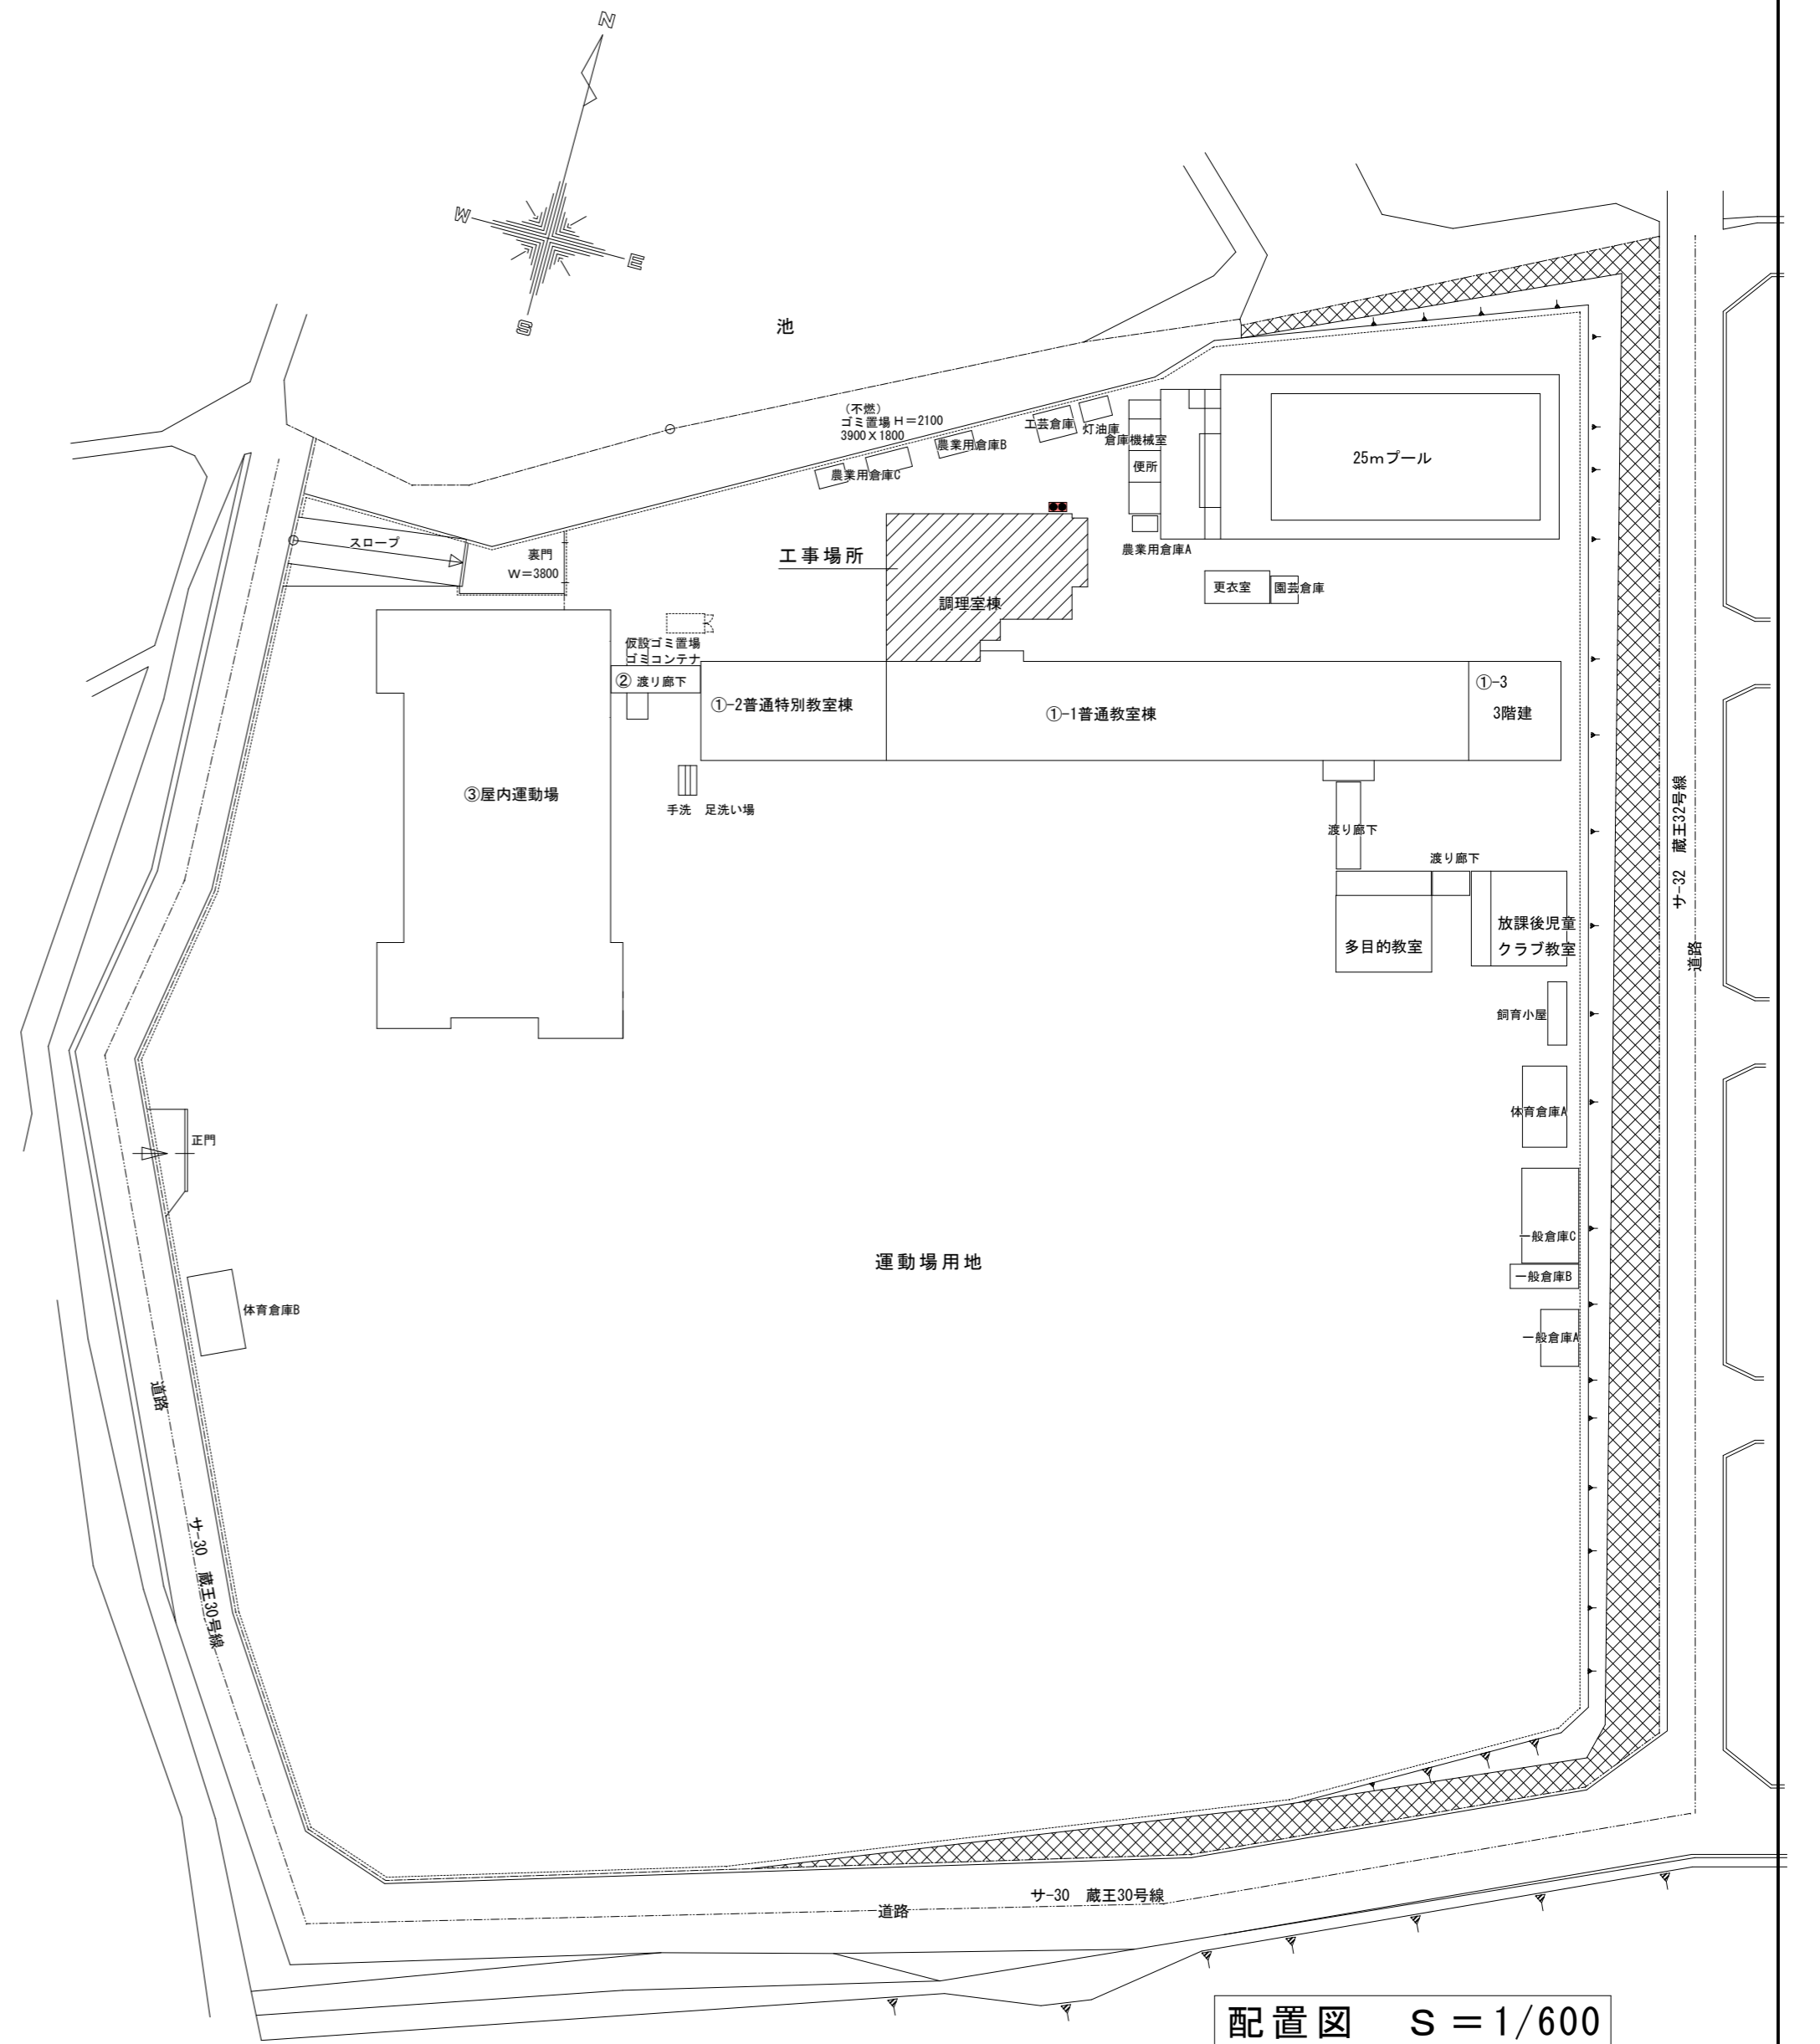 N
W
E
S
池
(不燃)
ゴミ置場 H=2100
3900X1800
工芸倉庫
灯油庫
農業用倉庫B
倉庫機械室
農業用倉庫C
便所
25mプール
スロープ
裏門
W=3800
工事場所
農業用倉庫A
更衣室
園芸倉庫
調理室棟
仮設ゴミ置場
ゴミコンテナ
② 渡り廊下
①-2普通特別教室棟
①-1普通教室棟
①-3
3階建
③屋内運動場
手洗 足洗い場
渡り廊下
渡り廊下
サ-32 蔵王32号線
道路
多目的教室
放課後児童
クラブ教室
飼育小屋
体育倉庫A
正門
一般倉庫C
一般倉庫B
運動場用地
体育倉庫B
一般倉庫A
道路
サ-30 蔵王30号線
サ-30 蔵王30号線
道路
配置図 S=1/600